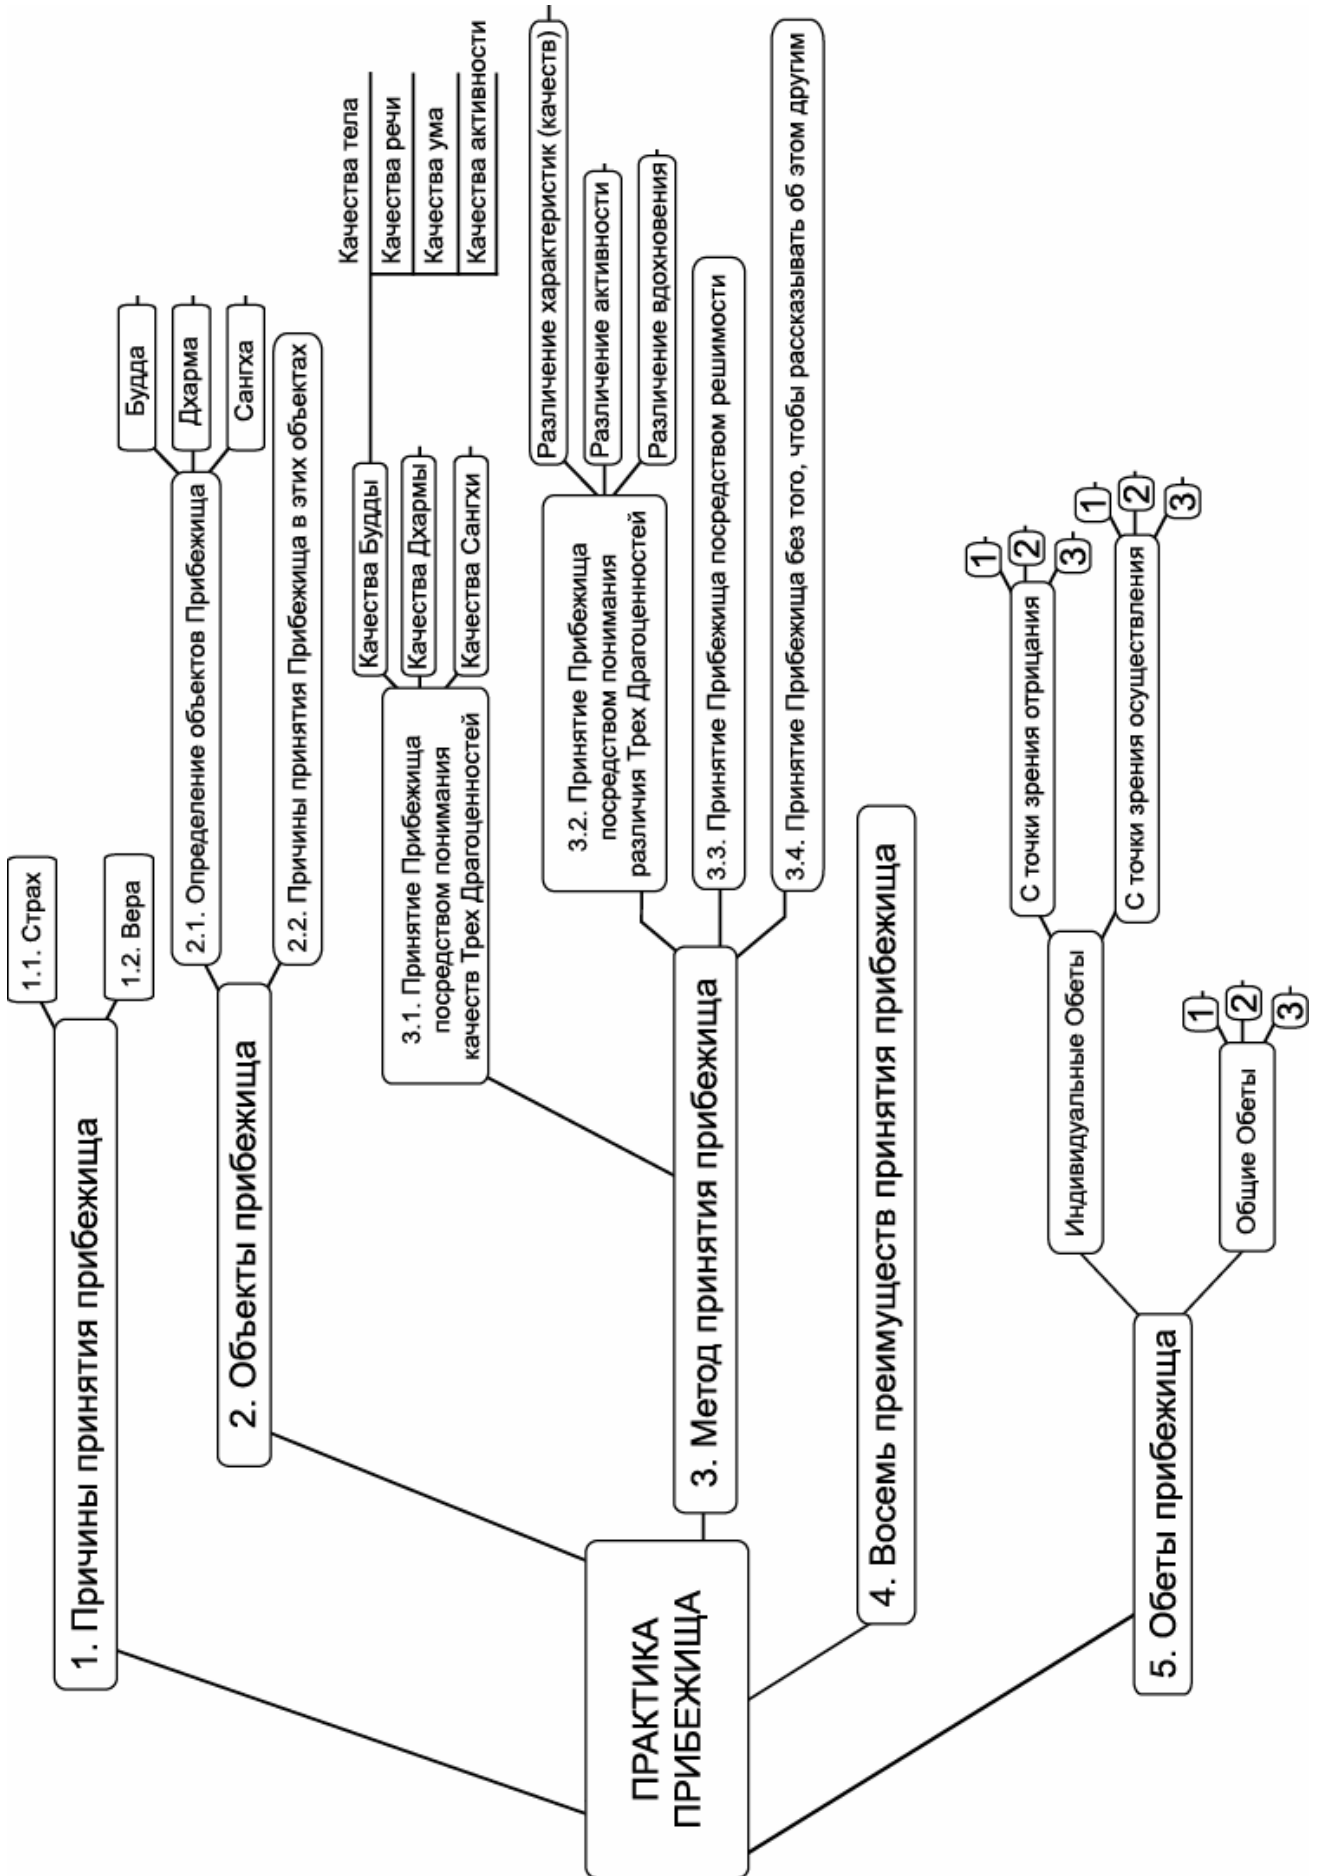 ПРАКТИКА
ПРИБЕЖИЩА
1. Причины принятия прибежища
1.1. Страх
1.2. Вера
2. Объекты прибежища
2.1. Определение объектов Прибежища
Будда
Дхарма
Сангха
2.2. Причины принятия Прибежища в этих объектах
3. Метод принятия прибежища
3.1. Принятие Прибежища
посредством понимания
качеств Трех Драгоценностей
Качества Будды
Качества тела
Качества речи
Качества ума
Качества активности
Качества Дхармы
Качества Сангхи
3.2. Принятие Прибежища
посредством понимания
различия Трех Драгоценностей
Различение характеристик (качеств)
Различение активности
Различение вдохновения
3.3. Принятие Прибежища посредством решимости
3.4. Принятие Прибежища без того, чтобы рассказывать об этом другим
4. Восемь преимуществ принятия прибежища
5. Обеты прибежища
Индивидуальные Обеты
С точки зрения отрицания
1
2
3
С точки зрения осуществления
1
2
3
Общие Обеты
1
2
3